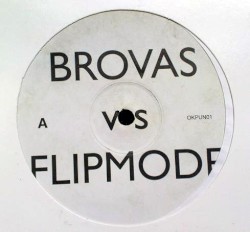 BROVAS
A VS OKPUN01
FLIPMODE